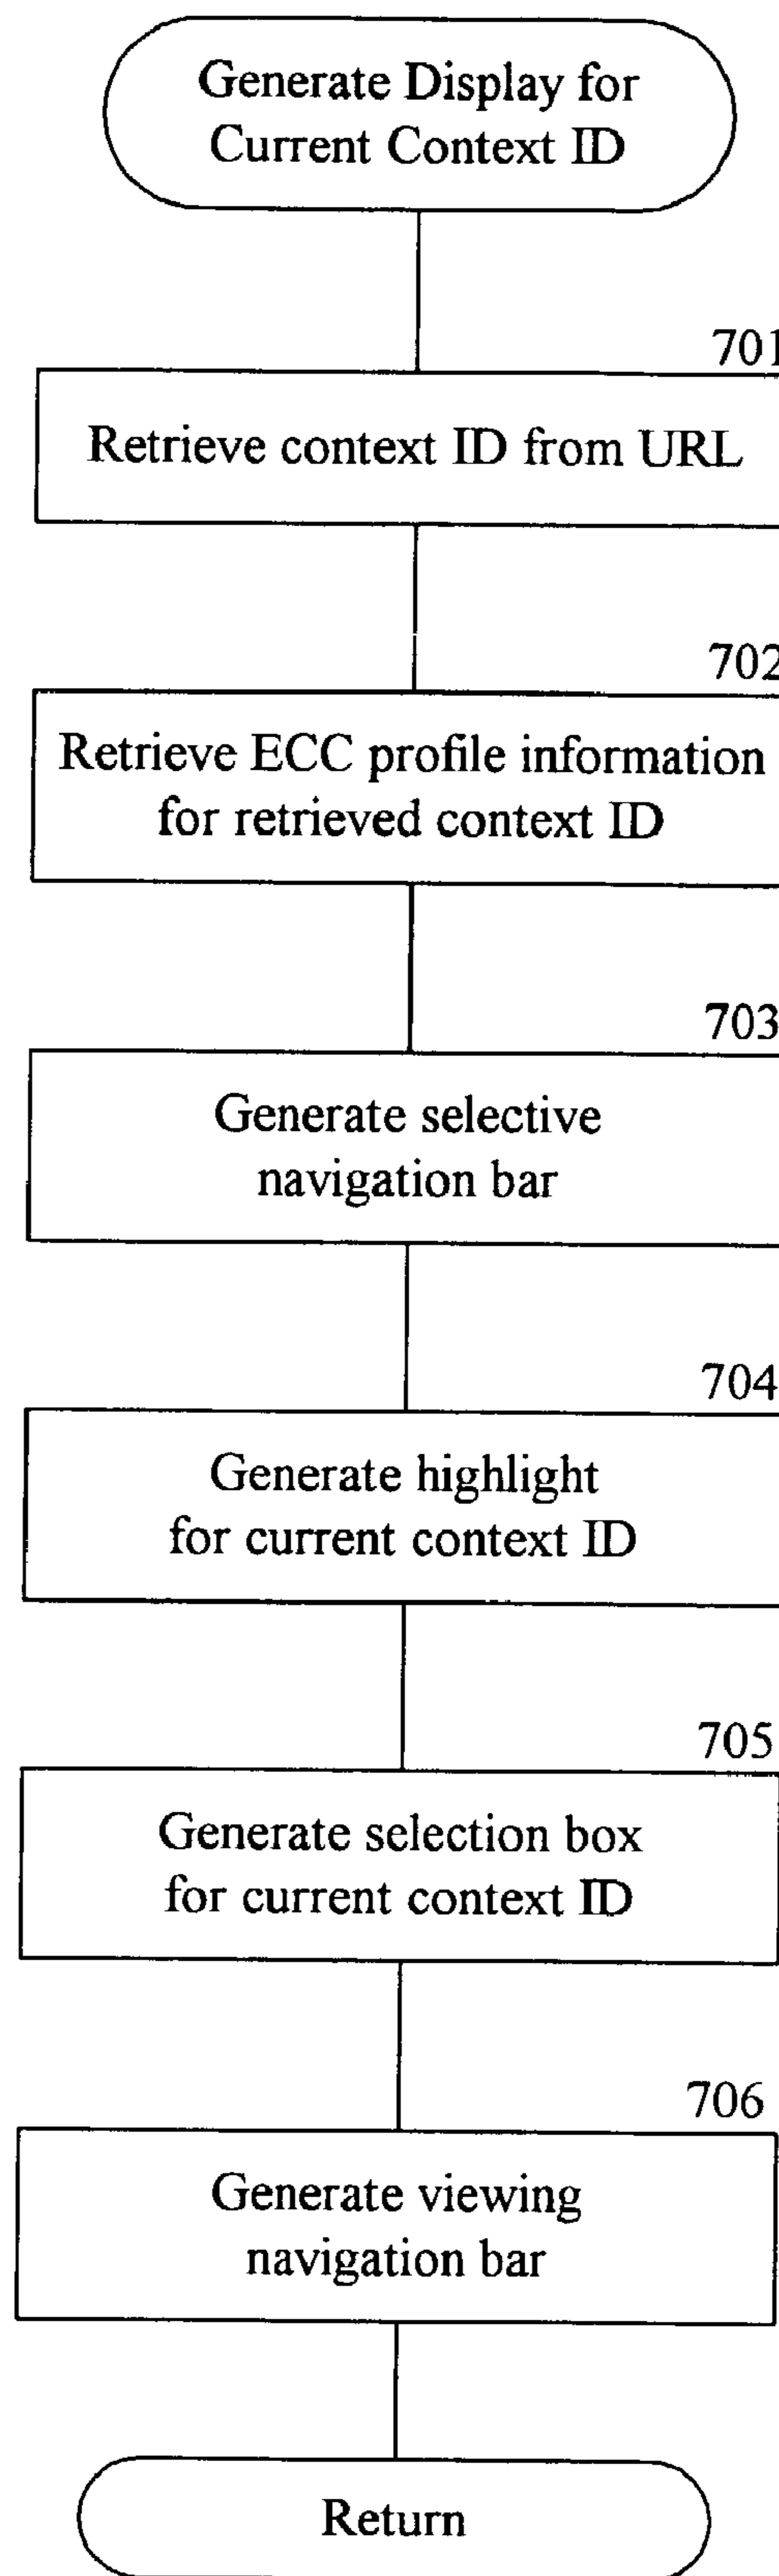 Generate Display for
Current Context ID
701
Retrieve context ID from URL
702
Retrieve ECC profile information
for retrieved context ID
703
Generate selective
navigation bar
704
Generate highlight
for current context ID
705
Generate selection box
for current context ID
706
Generate viewing
navigation bar
Return